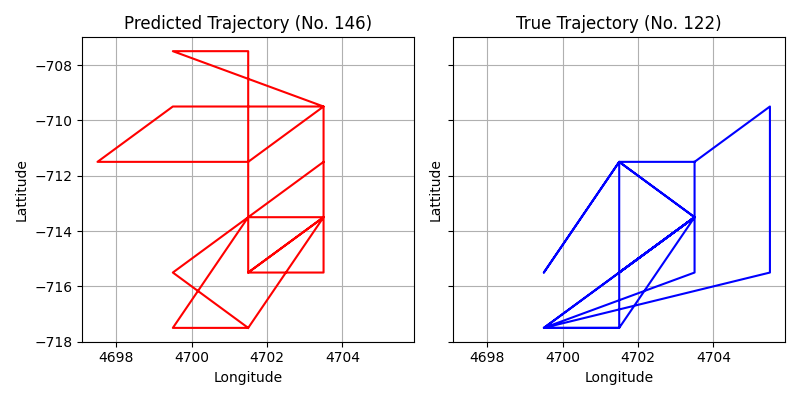 Predicted Trajectory (No. 146)
True Trajectory (No. 122)
Lattitude
−708
−710
−712
−714
−716
−718
4698
4700
4702
4704
Longitude
Lattitude
4698
4700
4702
4704
Longitude